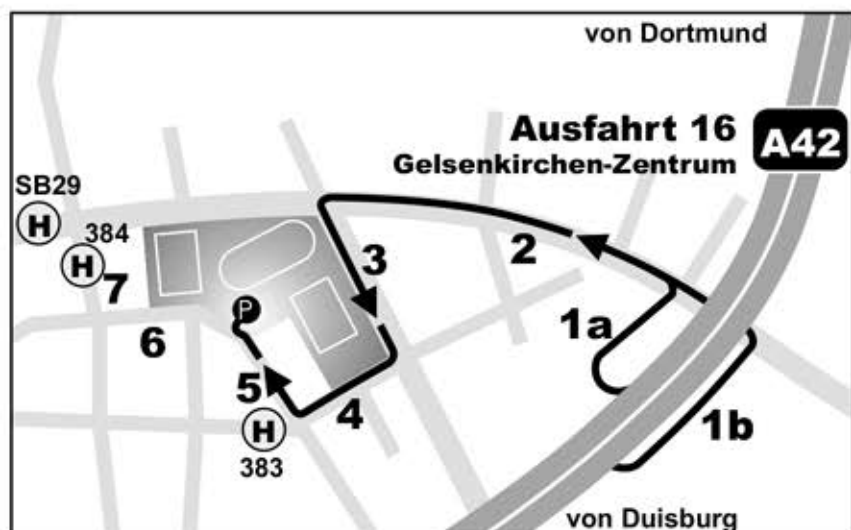 von Dortmund
Ausfahrt 16
Gelsenkirchen-Zentrum
A42
SB29
H
384
H
7
6
P
3
2
1a
5
4
H
383
1b
von Duisburg